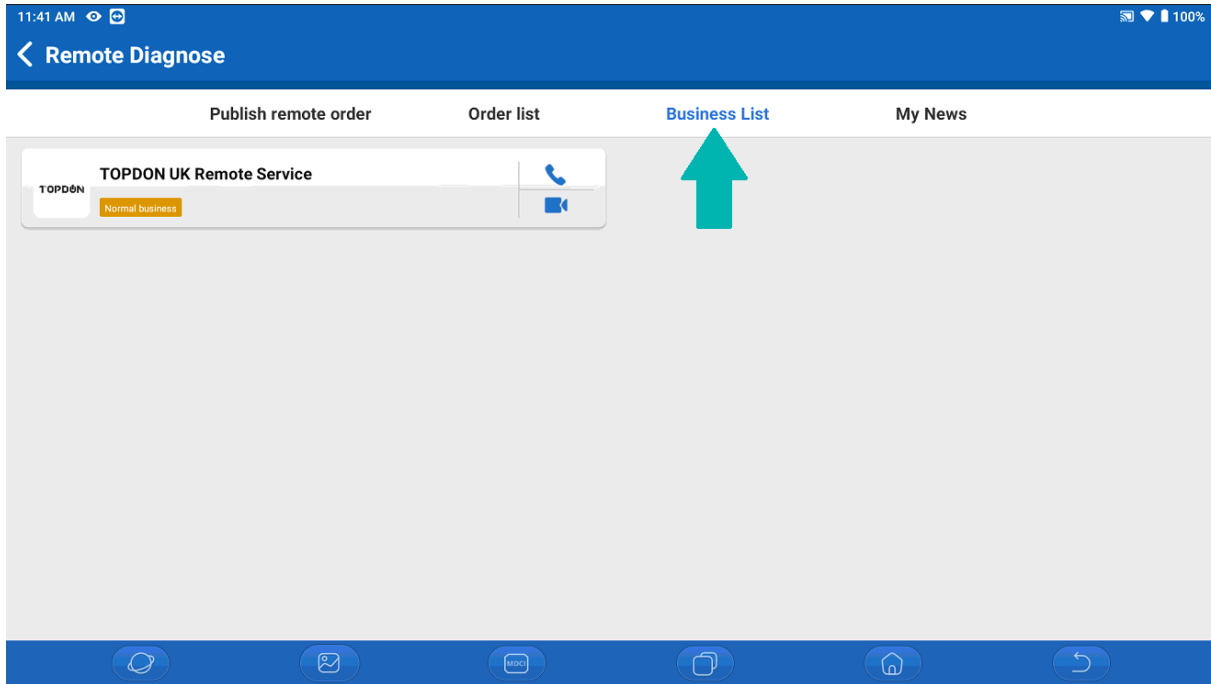 11:41 AM 100%
Remote Diagnose
Publish remote order Order list Business List My News
TOPDON UK Remote Service
TOPDON
Normal business
MDCI